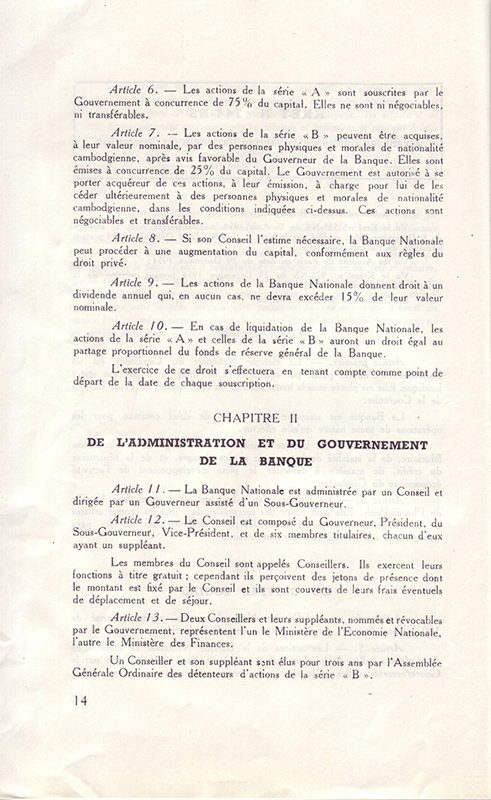 Article 6. — Les actions de la série « A » sont souscrites par le
Gouvernement à concurrence de 75 % du capital. Elles ne sont ni négociables,
ni transférables.
Article 7. — Les actions de la série « B » peuvent être acquises,
à leur valeur nominale, par des personnes physiques et morales de nationalité
cambodgienne, après avis favorable du Gouverneur de la Banque. Elles sont
émises à concurrence de 25 % du capital. Le Gouvernement est autorisé à se
porter acquéreur de ces actions, à leur émission, à charge pour lui de les
céder ultérieurement à des personnes physiques et morales de nationalité
cambodgienne, dans les conditions indiquées ci-dessus. Ces actions sont
négociables et transférables.
Article 8. — Si son Conseil l'estime nécessaire, la Banque Nationale
peut procéder à une augmentation du capital, conformément aux règles du
droit privé.
Article 9. — Les actions de la Banque Nationale donnent droit à un
dividende annuel qui, en aucun cas, ne devra excéder 15 % de leur valeur
nominale.
Article 10. — En cas de liquidation de la Banque Nationale, les
actions de la série « A » et celles de la série « B » auront un droit égal au
partage proportionnel du fonds de réserve général de la Banque.
L'exercice de ce droit s'effectuera en tenant compte comme point de
départ de la date de chaque souscription.
CHAPITRE II
DE L'ADMINISTRATION ET DU GOUVERNEMENT
DE LA BANQUE
Article 11. — La Banque Nationale est administrée par un Conseil et
dirigée par un Gouverneur assisté d'un Sous-Gouverneur.
Article 12. — Le Conseil est composé du Gouverneur, Président, du
Sous-Gouverneur, Vice-Président, et de six membres titulaires, chacun d'eux
ayant un suppléant.
Les membres du Conseil sont appelés Conseillers. Ils exercent leurs
fonctions à titre gratuit ; cependant ils perçoivent des jetons de présence dont
le montant est fixé par le Conseil et ils sont couverts de leurs frais éventuels
de déplacement et de séjour.
Article 13. — Deux Conseillers et leurs suppléants, nommés et révocables
par le Gouvernement, représentent l'un le Ministère de l'Economie Nationale,
l'autre le Ministère des Finances.
Un Conseiller et son suppléant sont élus pour trois ans par l'Assemblée
Générale Ordinaire des détenteurs d'actions de la série « B ».
14